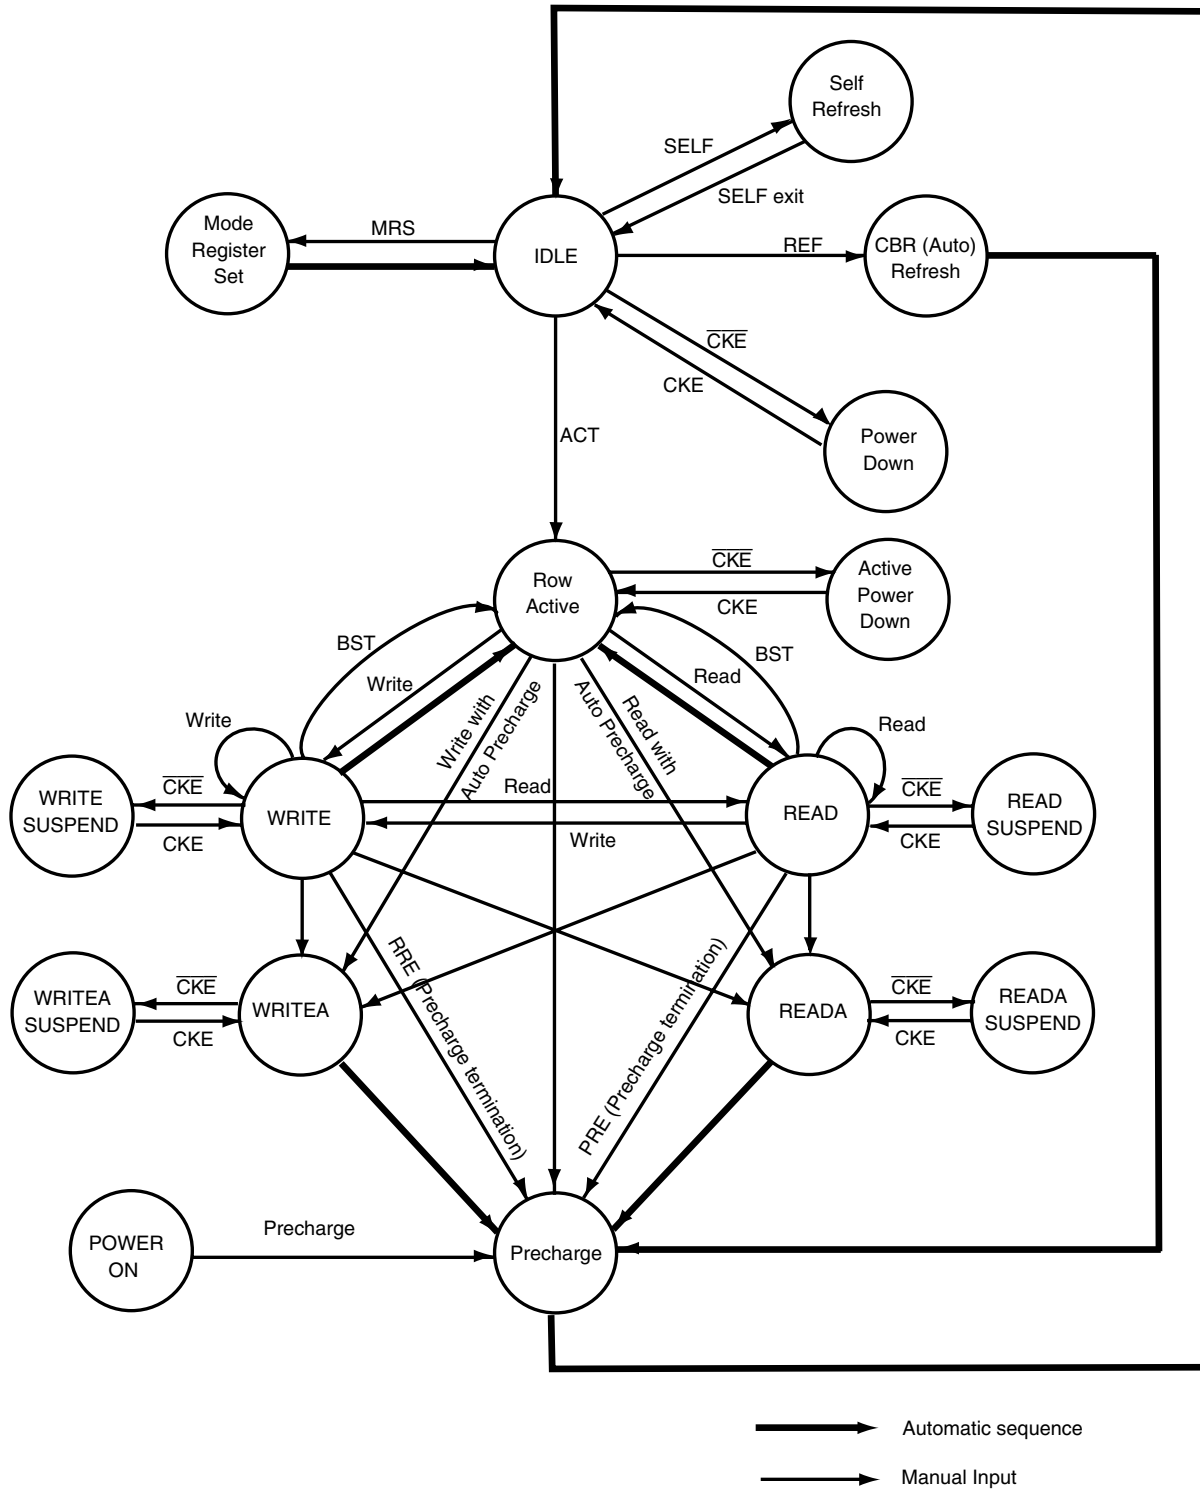 Self
Refresh
SELF
SELF exit
Mode
Register
Set
MRS
IDLE
REF
CBR (Auto)
Refresh
CKE
CKE
Power
Down
ACT
Row
Active
CKE
CKE
Active
Power
Down
BST
BST
Write
Read
Write with
Auto Precharge
Read with
Auto Precharge
Write
Read
WRITE
SUSPEND
CKE
CKE
WRITE
Read
Write
READ
CKE
CKE
READ
SUSPEND
RRE (Precharge termination)
PRE (Precharge termination)
WRITEA
SUSPEND
CKE
CKE
WRITEA
READA
CKE
CKE
READA
SUSPEND
POWER
ON
Precharge
Precharge
Automatic sequence
Manual Input